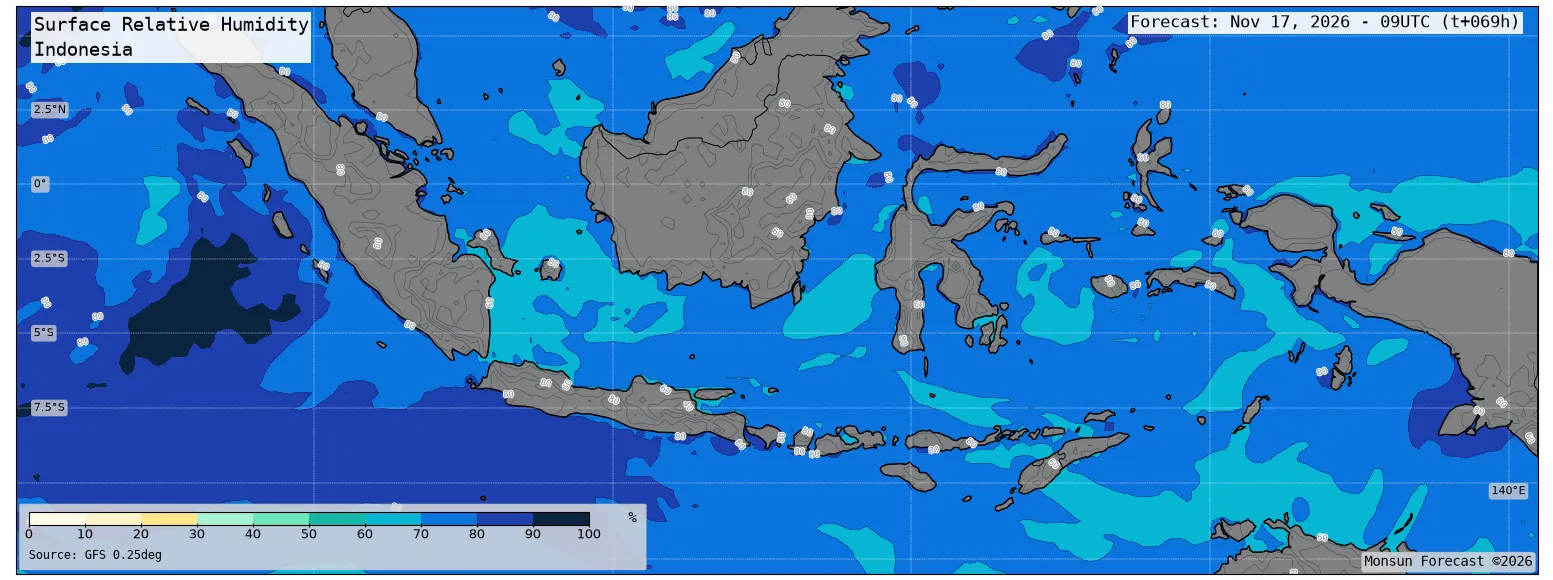 Surface Relative Humidity
Indonesia
Forecast: Nov 17, 2026 - 09UTC (t+069h)
2.5°N
0°
2.5°S
5°S
7.5°S
140°E
%
0 10 20 30 40 50 60 70 80 90 100
Source: GFS 0.25deg
Monsun Forecast ©2026